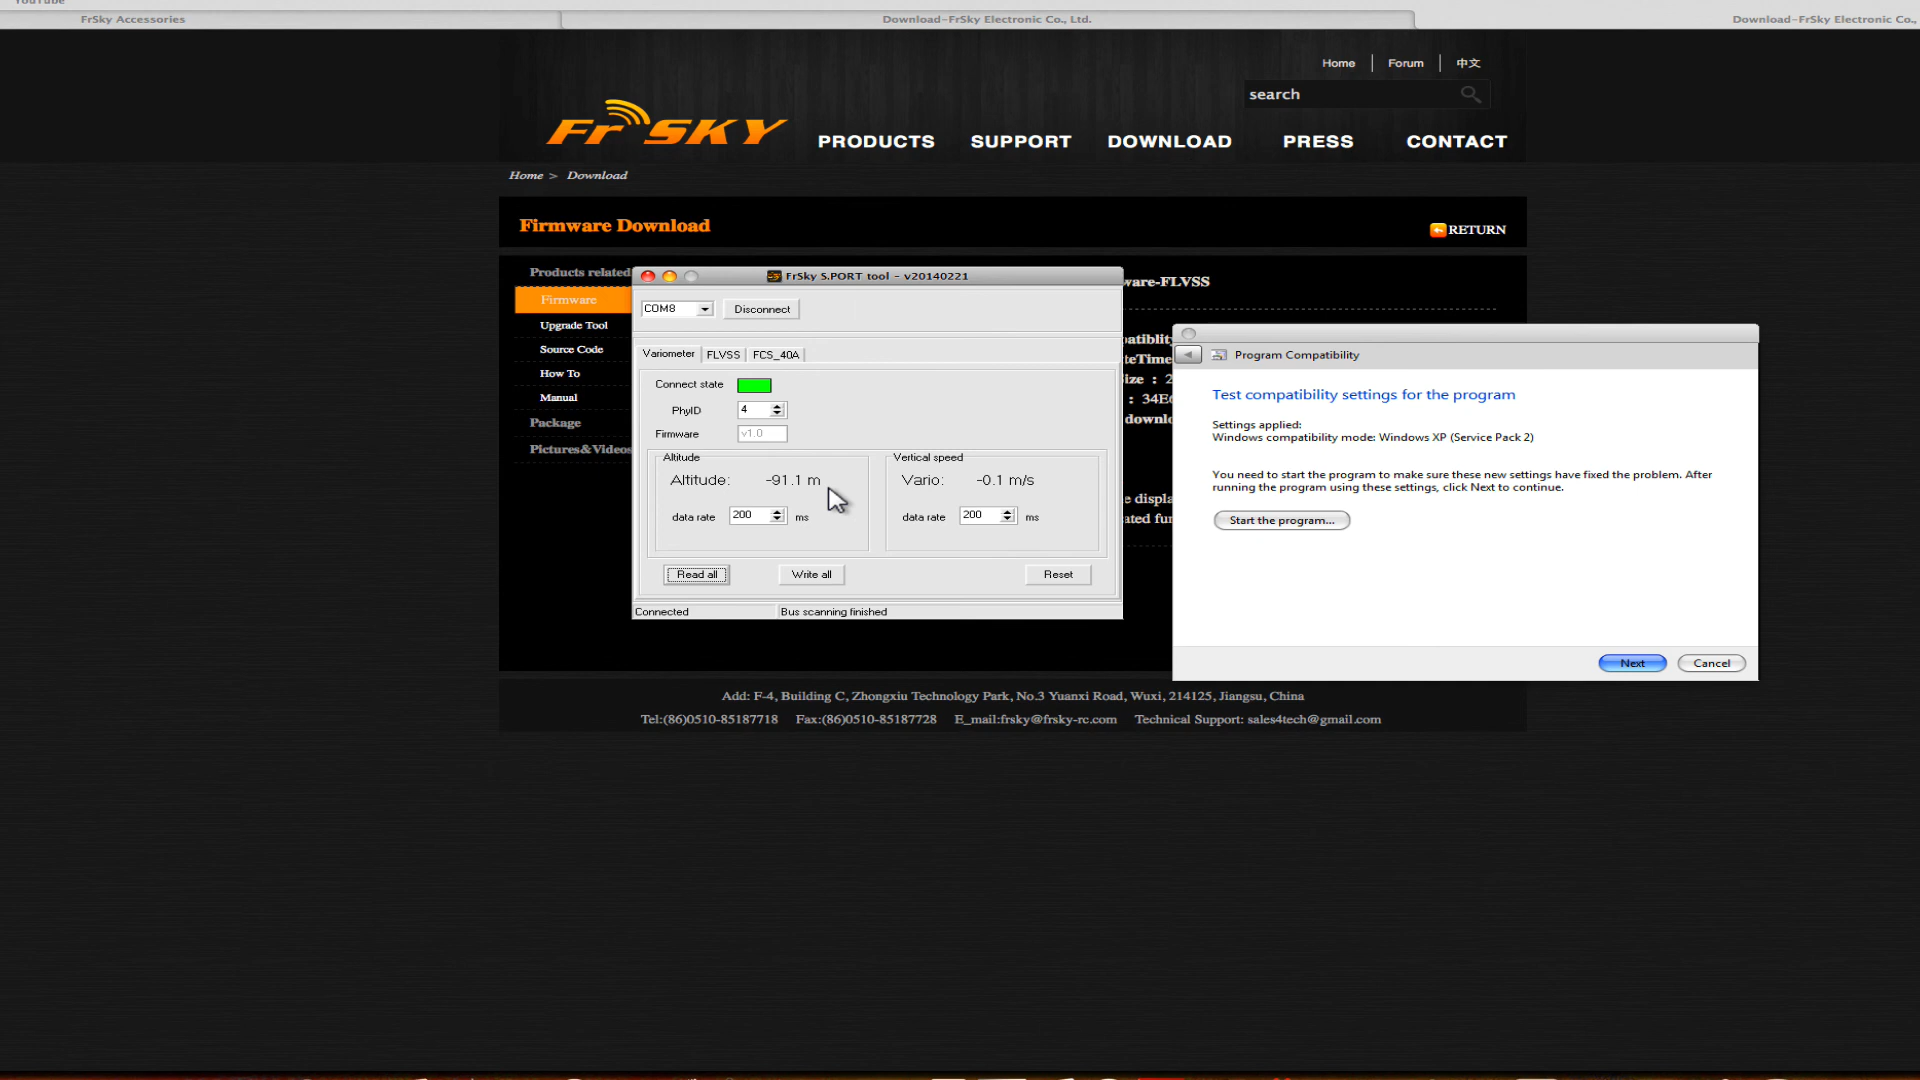 YouTube
FrSky Accessories
Download-FrSky Electronic Co., Ltd.
Download-FrSky Electronic Co.,
Home
Forum
中文
search
FrSKY
PRODUCTS
SUPPORT
DOWNLOAD
PRESS
CONTACT
Home > Download
Firmware Download
RETURN
Products related
Firmware
Upgrade Tool
Source Code
How To
Manual
Package
Pictures&Videos
FrSky S.PORT tool - v20140221
COM8
Disconnect
Variometer
FLVSS
FCS_40A
Connect state
PhyID
4
Firmware
v1.0
Altitude
Altitude: -91.1 m
data rate 200 ms
Vertical speed
Vario: -0.1 m/s
data rate 200 ms
Read all
Write all
Reset
Connected
Bus scanning finished
ware-FLVSS
Program Compatibility
Test compatibility settings for the program
Settings applied:
Windows compatibility mode: Windows XP (Service Pack 2)
You need to start the program to make sure these new settings have fixed the problem. After
running the program using these settings, click Next to continue.
Start the program...
Next
Cancel
Add: F-4, Building C, Zhongxiu Technology Park, No.3 Yuanxi Road, Wuxi, 214125, Jiangsu, China
Tel:(86)0510-85187718 Fax:(86)0510-85187728 E_mail:frsky@frsky-rc.com Technical Support: sales4tech@gmail.com